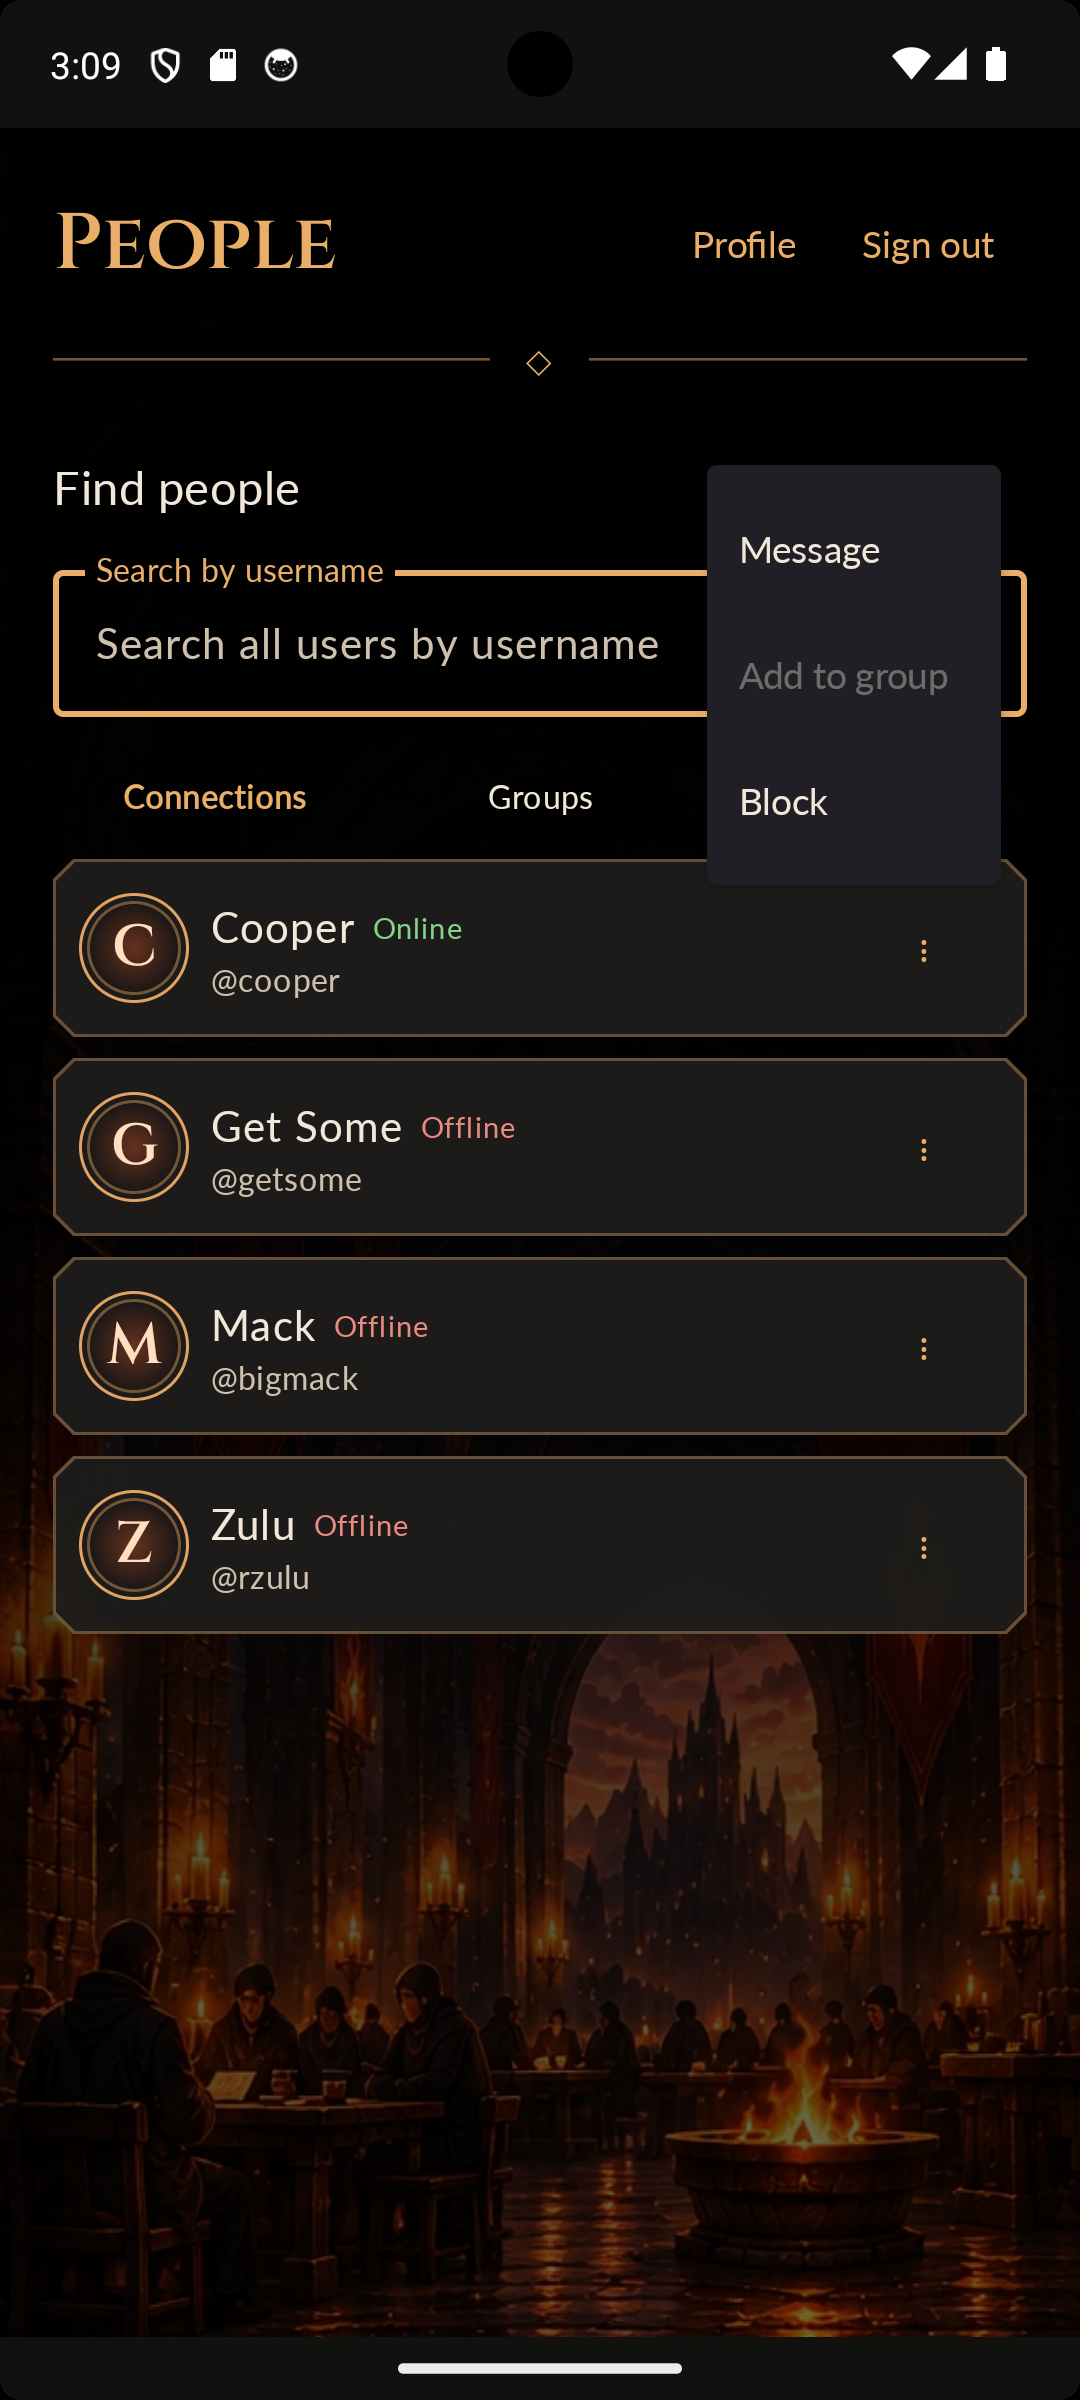 3:09
PEOPLE
Profile
Sign out
Find people
Search by username
Search all users by username
Message
Add to group
Block
Connections
Groups
C
Cooper Online
@cooper
G
Get Some Offline
@getsome
M
Mack Offline
@bigmack
Z
Zulu Offline
@rzulu